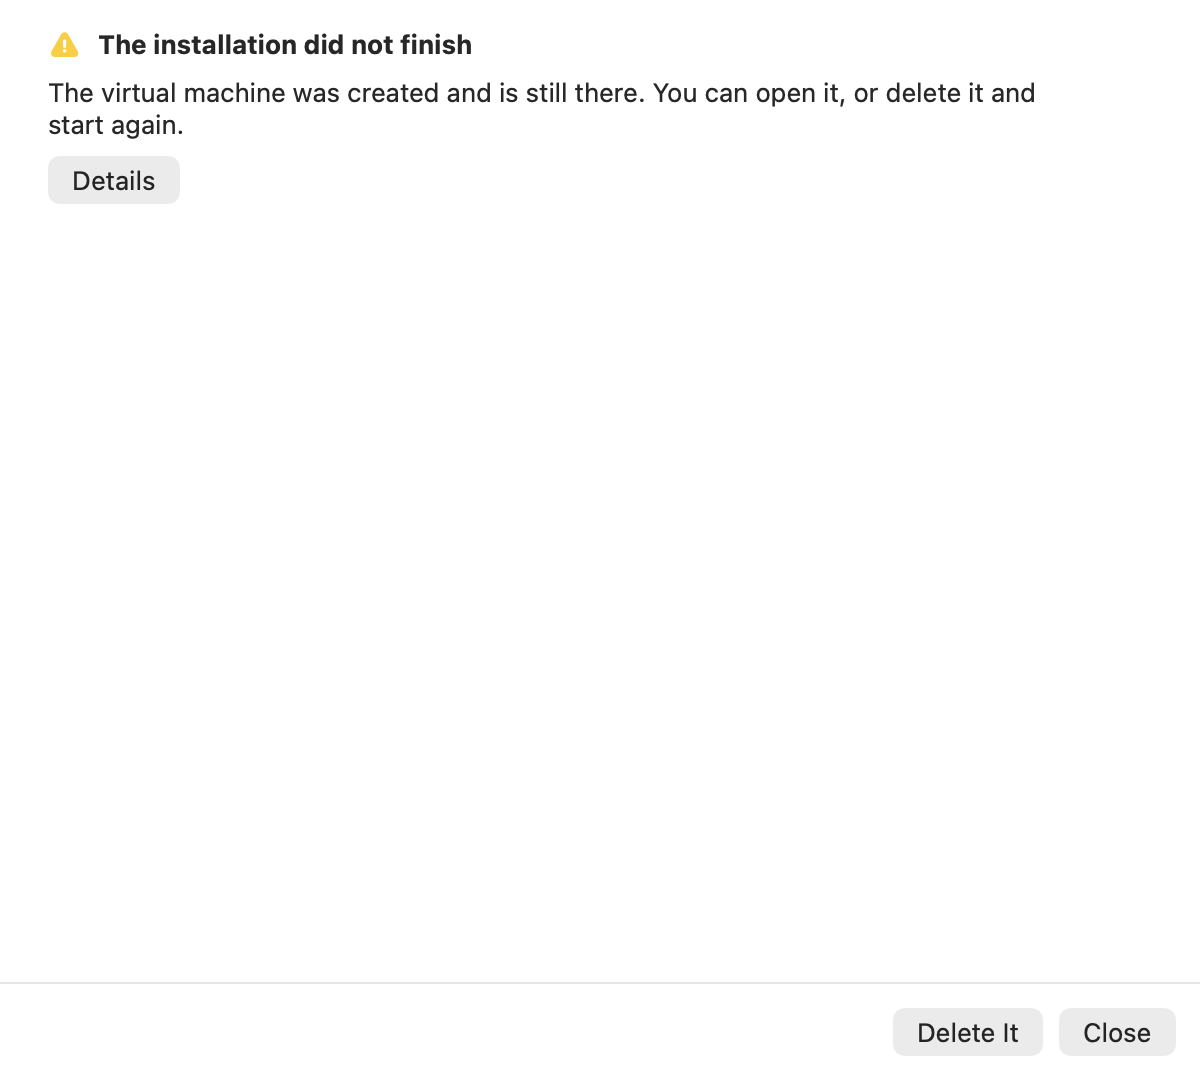 The installation did not finish
The virtual machine was created and is still there. You can open it, or delete it and
start again.
Details
Delete It
Close